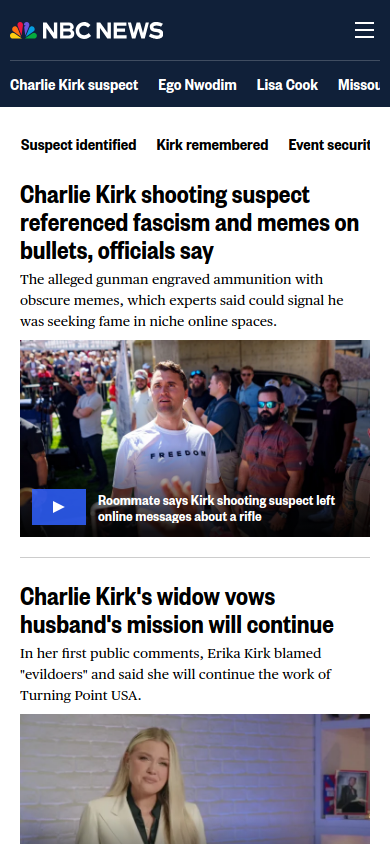 NBC NEWS
Charlie Kirk suspect Ego Nwodim Lisa Cook Missou
Suspect identified Kirk remembered Event securit
Charlie Kirk shooting suspect
referenced fascism and memes on
bullets, officials say
The alleged gunman engraved ammunition with
obscure memes, which experts said could signal he
was seeking fame in niche online spaces.
FREEDOM
Roommate says Kirk shooting suspect left
online messages about a rifle
Charlie Kirk's widow vows
husband's mission will continue
In her first public comments, Erika Kirk blamed
"evildoers" and said she will continue the work of
Turning Point USA.